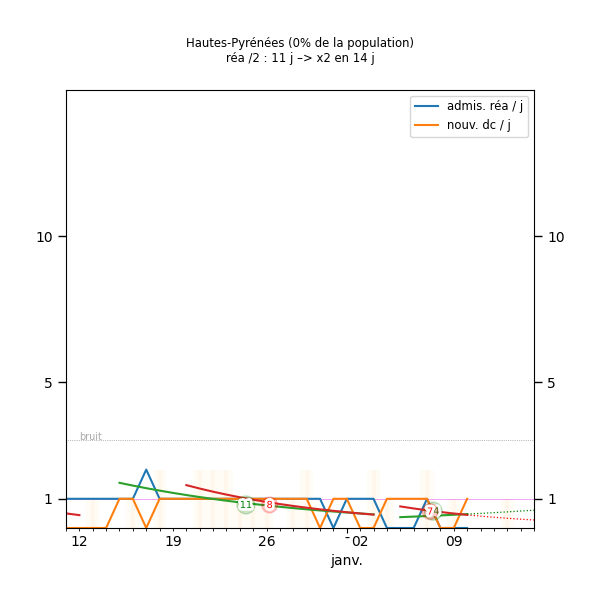 Hautes-Pyrénées (0% de la population)
réa /2 : 11 j –> x2 en 14 j
admis. réa / j
nouv. dc / j
10
10
5
5
bruit
1
1
11
8
12
19
26
02
09
janv.